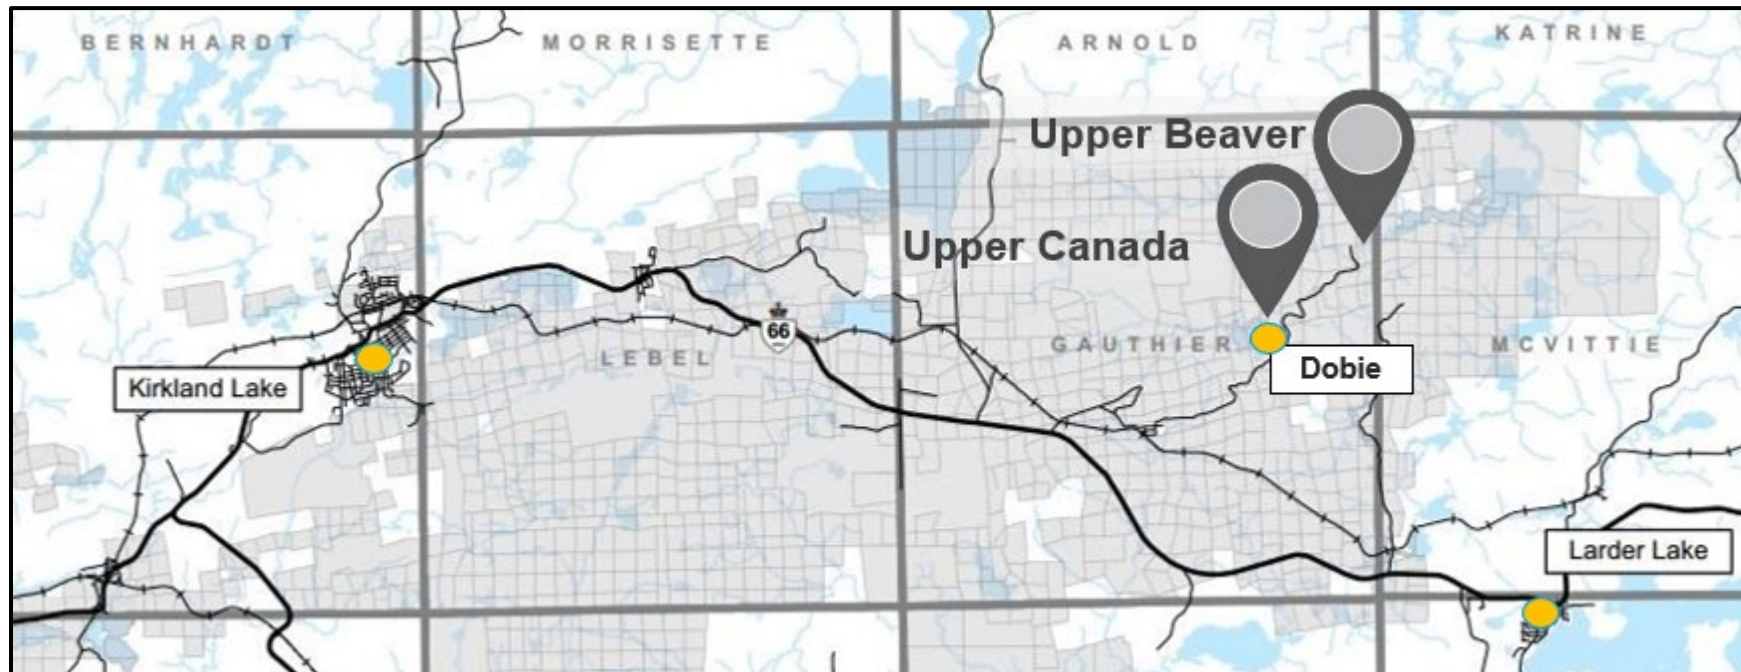 BERNHARDT
MORRISETTE
ARNOLD
KATRINE
Upper Beaver
Upper Canada
66
LEBEL
GAUTHIER
MCVITTIE
Dobie
Kirkland Lake
Larder Lake